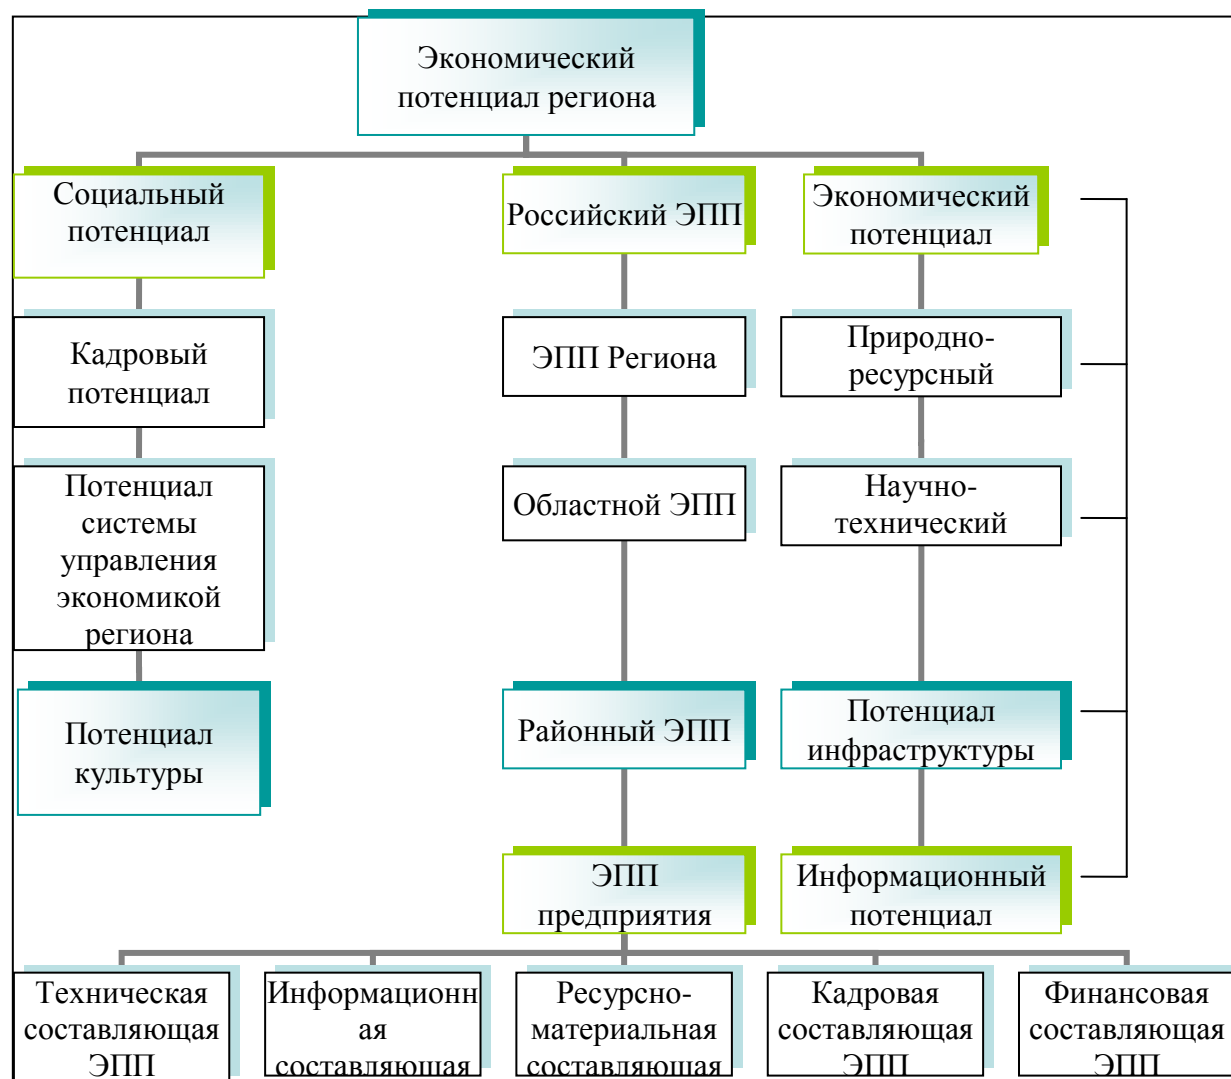 Экономический
потенциал региона
Социальный
потенциал
Российский ЭПП
Экономический
потенциал
Кадровый
потенциал
ЭПП Региона
Природно-
ресурсный
Потенциал
системы
управления
экономикой
региона
Областной ЭПП
Научно-
технический
Потенциал
культуры
Районный ЭПП
Потенциал
инфраструктуры
ЭПП
предприятия
Информационный
потенциал
Техническая
составляющая
ЭПП
Информационн
ая
составляющая
Ресурсно-
материальная
составляющая
Кадровая
составляющая
ЭПП
Финансовая
составляющая
ЭПП